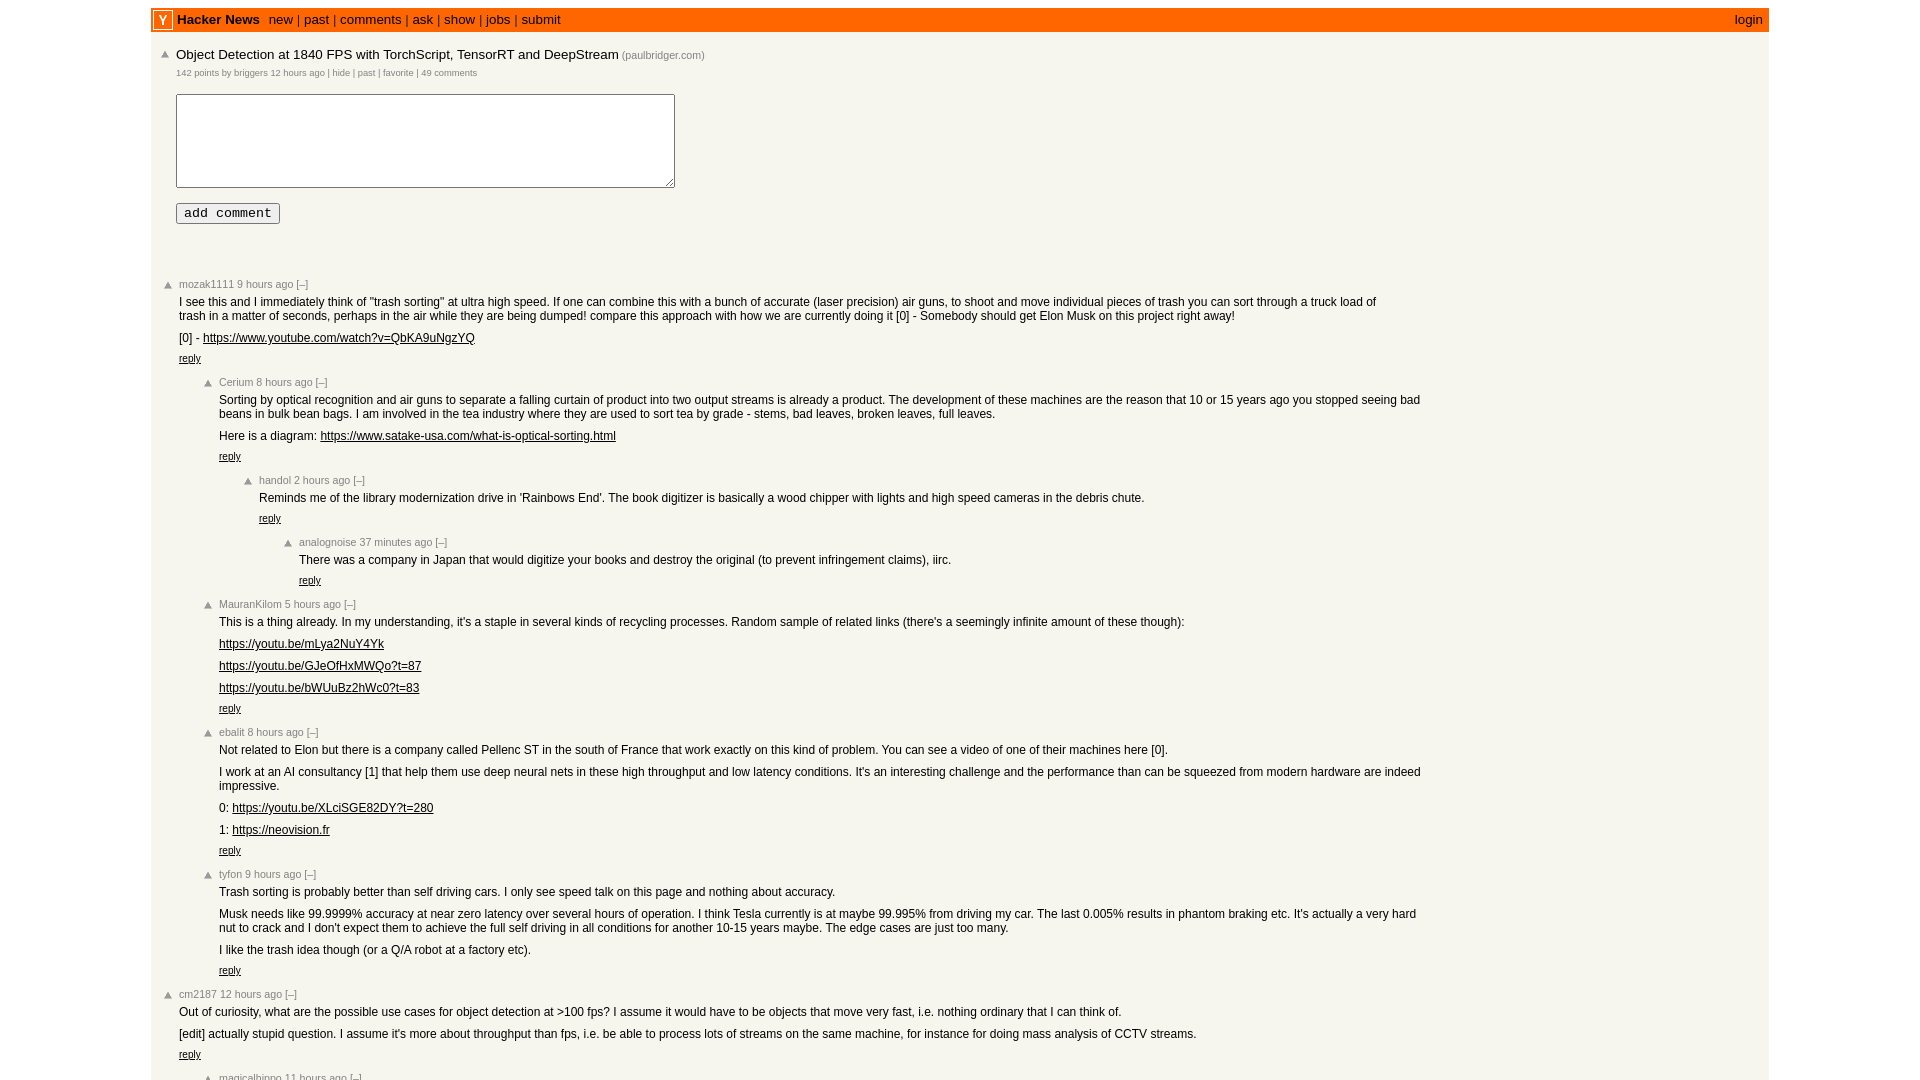 Y Hacker News new | past | comments | ask | show | jobs | submit login
Object Detection at 1840 FPS with TorchScript, TensorRT and DeepStream (paulbridger.com)
142 points by briggers 12 hours ago | hide | past | favorite | 49 comments
add comment
mozak1111 9 hours ago [–]
I see this and I immediately think of "trash sorting" at ultra high speed. If one can combine this with a bunch of accurate (laser precision) air guns, to shoot and move individual pieces of trash you can sort through a truck load of
trash in a matter of seconds, perhaps in the air while they are being dumped! compare this approach with how we are currently doing it [0] - Somebody should get Elon Musk on this project right away!
[0] - https://www.youtube.com/watch?v=QbKA9uNgzYQ
reply
Cerium 8 hours ago [–]
Sorting by optical recognition and air guns to separate a falling curtain of product into two output streams is already a product. The development of these machines are the reason that 10 or 15 years ago you stopped seeing bad
beans in bulk bean bags. I am involved in the tea industry where they are used to sort tea by grade - stems, bad leaves, broken leaves, full leaves.
Here is a diagram: https://www.satake-usa.com/what-is-optical-sorting.html
reply
handol 2 hours ago [–]
Reminds me of the library modernization drive in 'Rainbows End'. The book digitizer is basically a wood chipper with lights and high speed cameras in the debris chute.
reply
analognoise 37 minutes ago [–]
There was a company in Japan that would digitize your books and destroy the original (to prevent infringement claims), iirc.
reply
MauranKilom 5 hours ago [–]
This is a thing already. In my understanding, it's a staple in several kinds of recycling processes. Random sample of related links (there's a seemingly infinite amount of these though):
https://youtu.be/mLya2NuY4Yk
https://youtu.be/GJeOfHxMWQo?t=87
https://youtu.be/bWUuBz2hWc0?t=83
reply
ebalit 8 hours ago [–]
Not related to Elon but there is a company called Pellenc ST in the south of France that work exactly on this kind of problem. You can see a video of one of their machines here [0].
I work at an AI consultancy [1] that help them use deep neural nets in these high throughput and low latency conditions. It's an interesting challenge and the performance than can be squeezed from modern hardware are indeed
impressive.
0: https://youtu.be/XLciSGE82DY?t=280
1: https://neovision.fr
reply
tyfon 9 hours ago [–]
Trash sorting is probably better than self driving cars. I only see speed talk on this page and nothing about accuracy.
Musk needs like 99.9999% accuracy at near zero latency over several hours of operation. I think Tesla currently is at maybe 99.995% from driving my car. The last 0.005% results in phantom braking etc. It's actually a very hard
nut to crack and I don't expect them to achieve the full self driving in all conditions for another 10-15 years maybe. The edge cases are just too many.
I like the trash idea though (or a Q/A robot at a factory etc).
reply
cm2187 12 hours ago [–]
Out of curiosity, what are the possible use cases for object detection at >100 fps? I assume it would have to be objects that move very fast, i.e. nothing ordinary that I can think of.
[edit] actually stupid question. I assume it's more about throughput than fps, i.e. be able to process lots of streams on the same machine, for instance for doing mass analysis of CCTV streams.
reply
magicalhippo 11 hours ago [–]